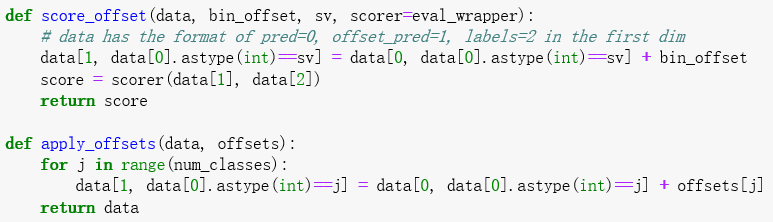 def score_offset(data, bin_offset, sv, scorer=eval_wrapper):
    # data has the format of pred=0, offset_pred=1, labels=2 in the first dim
    data[1, data[0].astype(int)==sv] = data[0, data[0].astype(int)==sv] + bin_offset
    score = scorer(data[1], data[2])
    return score
def apply_offsets(data, offsets):
    for j in range(num_classes):
        data[1, data[0].astype(int)==j] = data[0, data[0].astype(int)==j] + offsets[j]
    return data